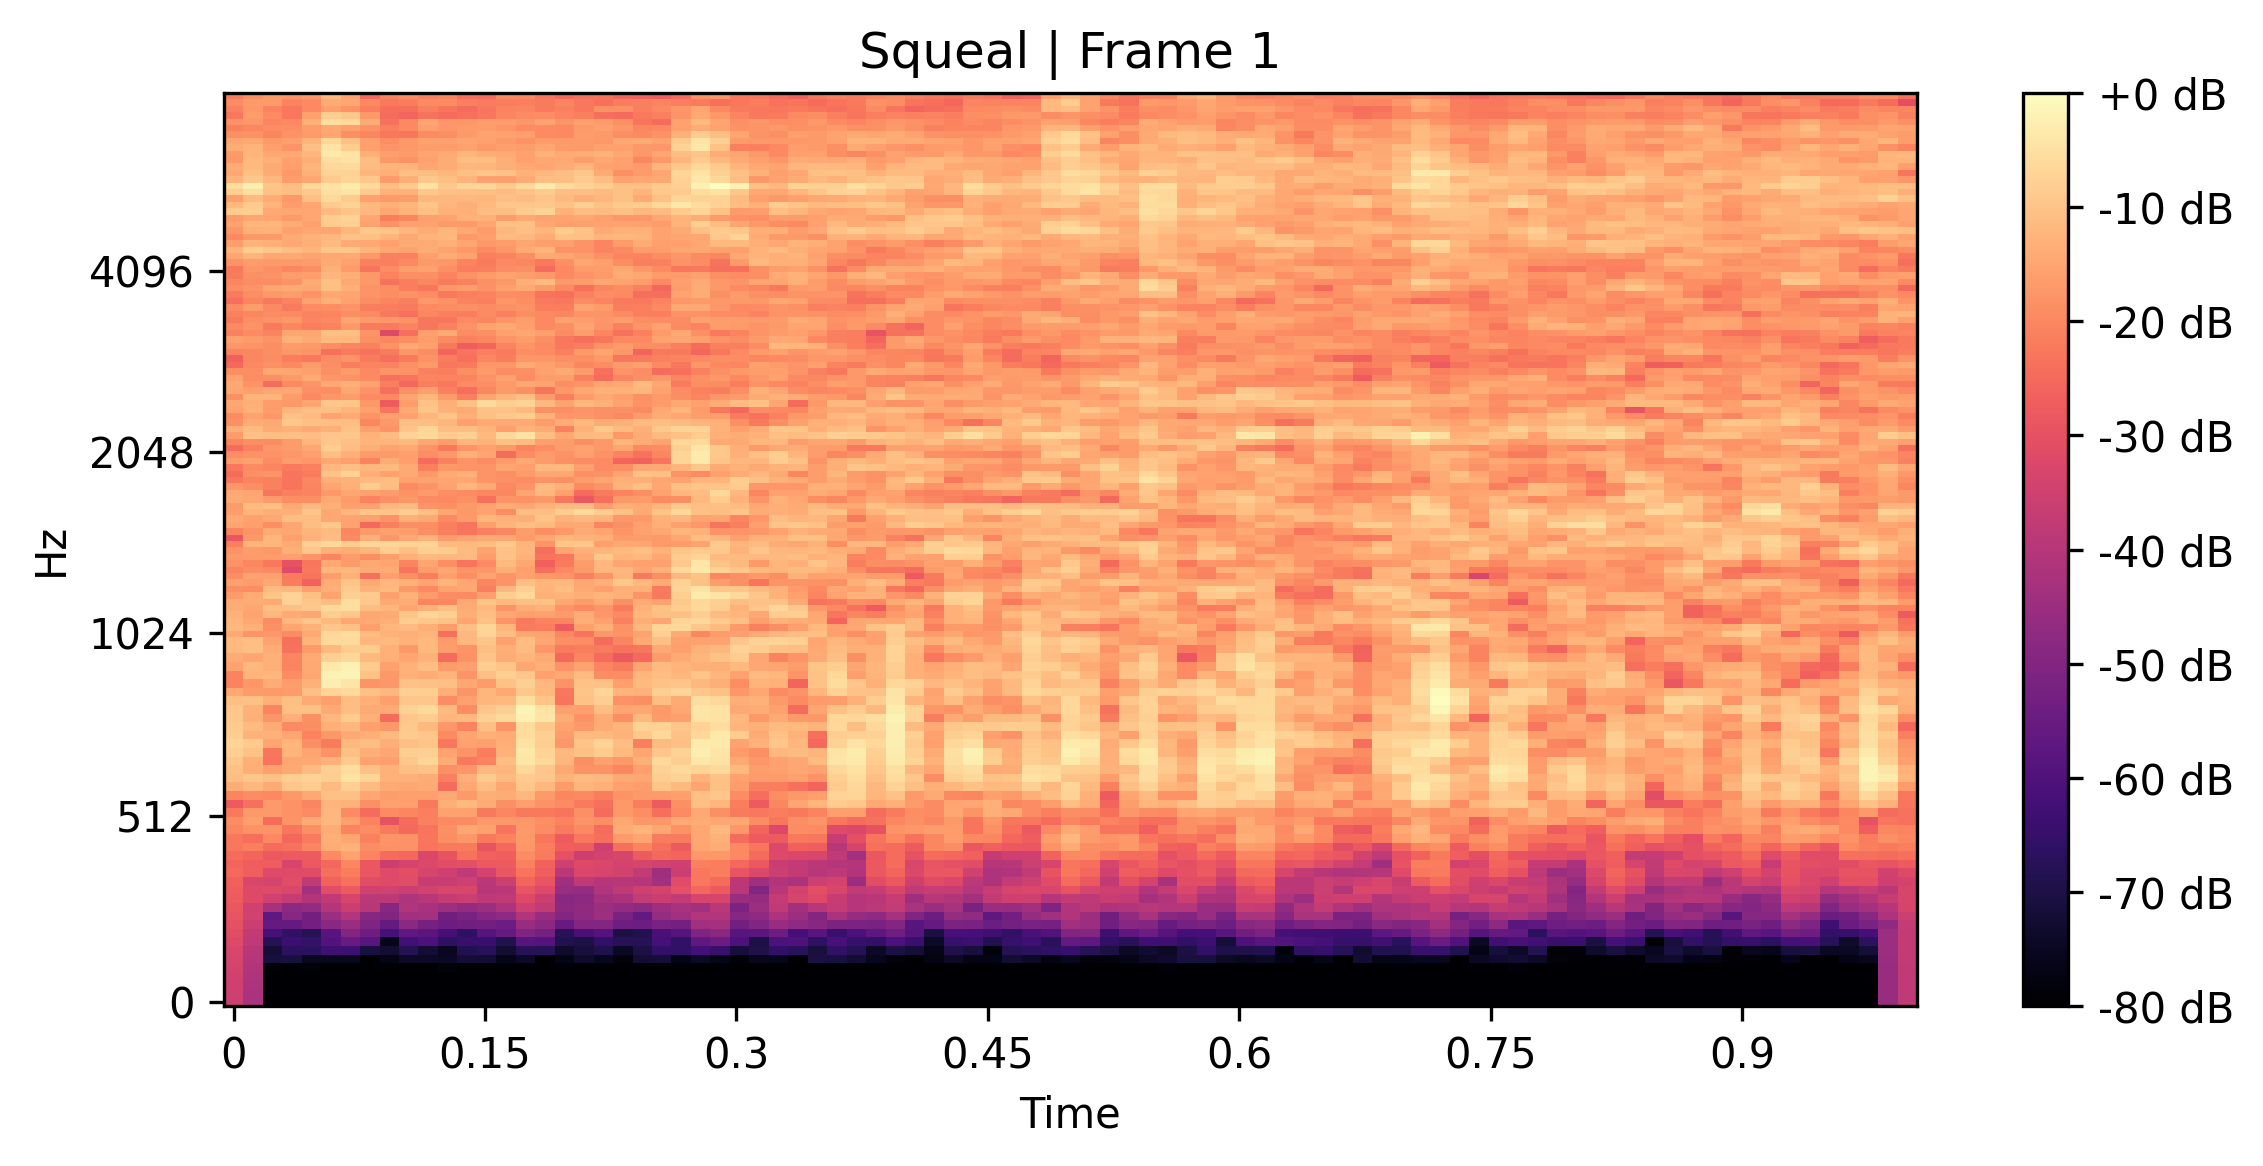 Squeal | Frame 1
+0 dB
-10 dB
-20 dB
-30 dB
-40 dB
-50 dB
-60 dB
-70 dB
-80 dB
Hz
4096
2048
1024
512
0
0 0.15 0.3 0.45 0.6 0.75 0.9
Time